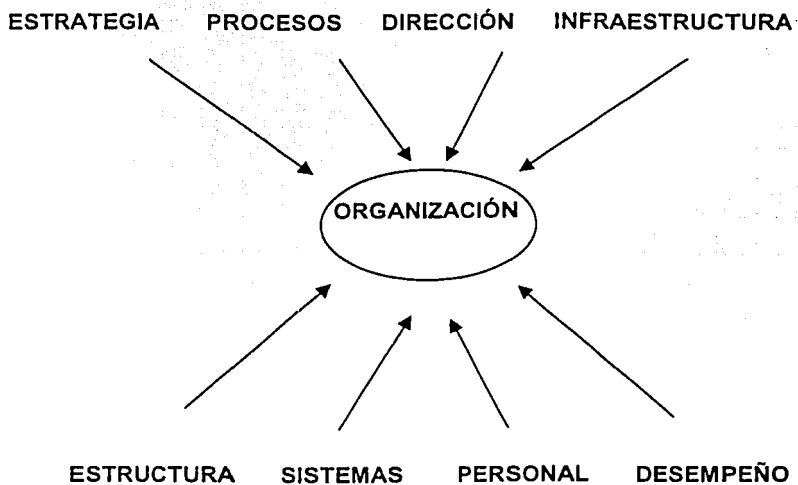 ESTRATEGIA PROCESOS DIRECCIÓN INFRAESTRUCTURA
ORGANIZACIÓN
ESTRUCTURA SISTEMAS PERSONAL DESEMPEÑO